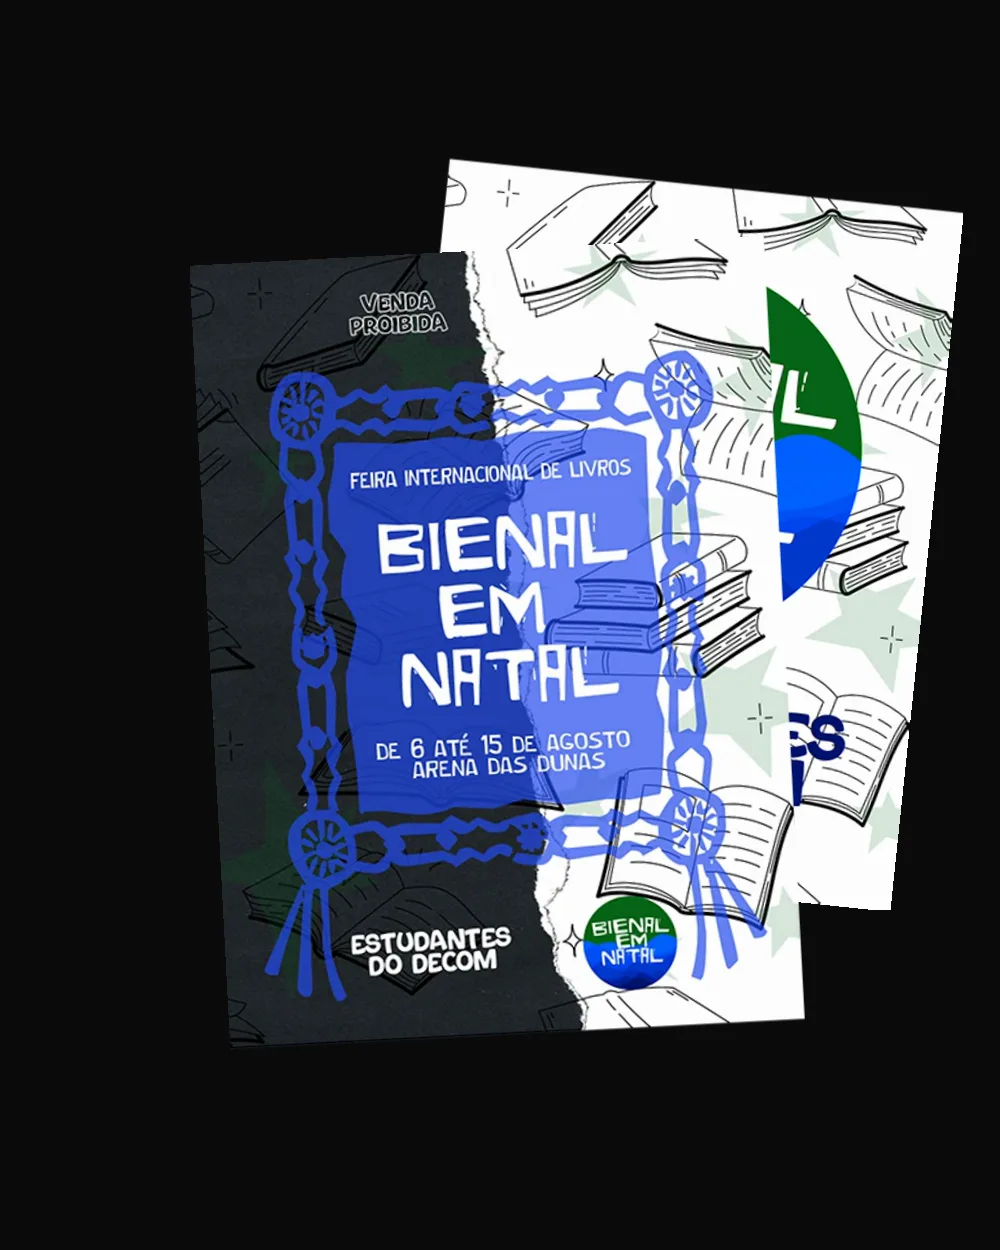 VENDA
PROIBIDA
FEIRA INTERNACIONAL DE LIVROS
BIENAL
EM
NATAL
DE 6 ATÉ 15 DE AGOSTO
ARENA DAS DUNAS
ESTUDANTES
DO DECOM
BIENAL
EM
NATAL